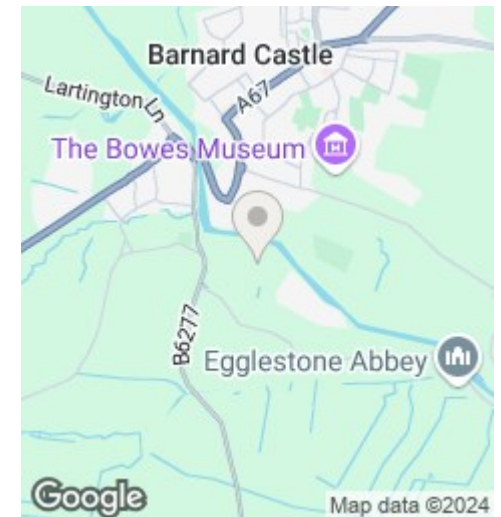 Barnard Castle
Lartington Ln
A67
The Bowes Museum
B6277
Egglestone Abbey
Google
Map data ©2024